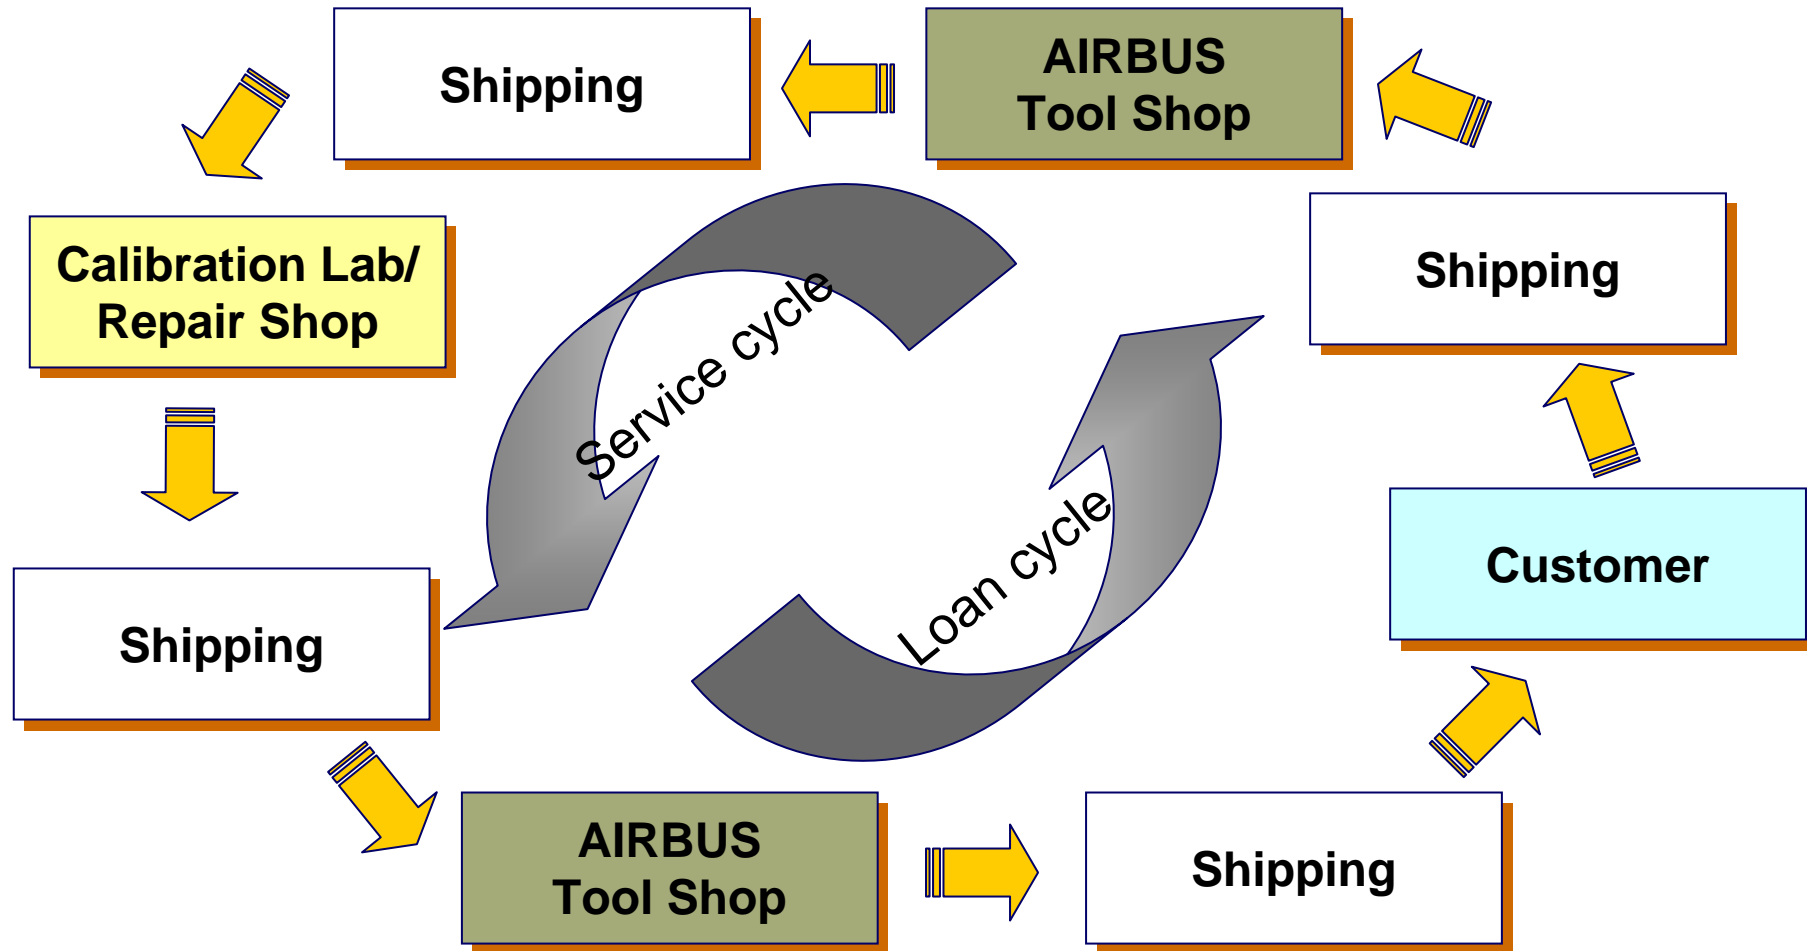 Shipping
AIRBUS
Tool Shop
Calibration Lab/
Repair Shop
Shipping
Service cycle
Loan cycle
Customer
Shipping
AIRBUS
Tool Shop
Shipping